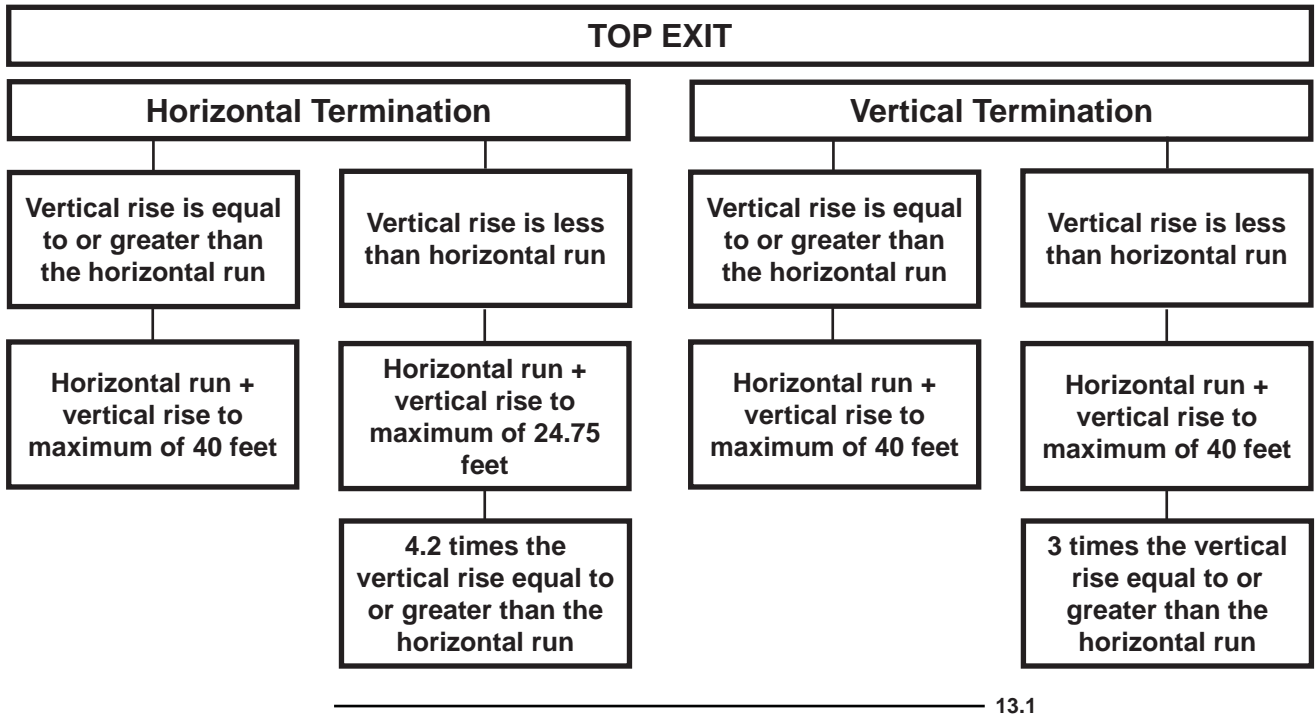 TOP EXIT
Horizontal Termination
Vertical Termination
Vertical rise is equal
to or greater than
the horizontal run
Vertical rise is less
than horizontal run
Vertical rise is equal
to or greater than
the horizontal run
Vertical rise is less
than horizontal run
Horizontal run +
vertical rise to
maximum of 40 feet
Horizontal run +
vertical rise to
maximum of 24.75
feet
Horizontal run +
vertical rise to
maximum of 40 feet
Horizontal run +
vertical rise to
maximum of 40 feet
4.2 times the
vertical rise equal to
or greater than the
horizontal run
3 times the vertical
rise equal to or
greater than the
horizontal run
13.1